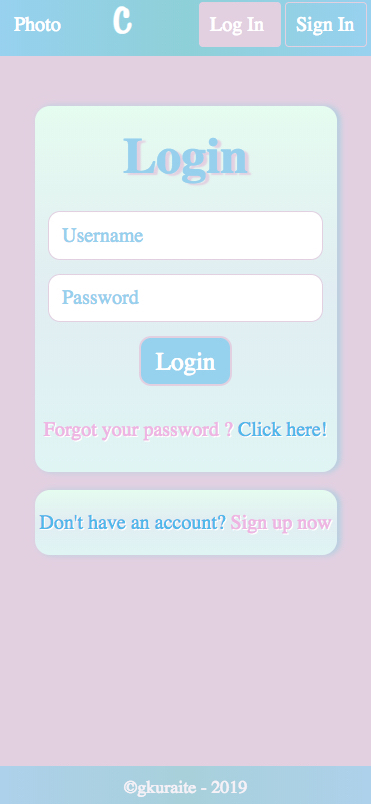 Photo C Log In Sign In
Login
Username
Password
Login
Forgot your password ? Click here!
Don't have an account? Sign up now
©gkuraite - 2019